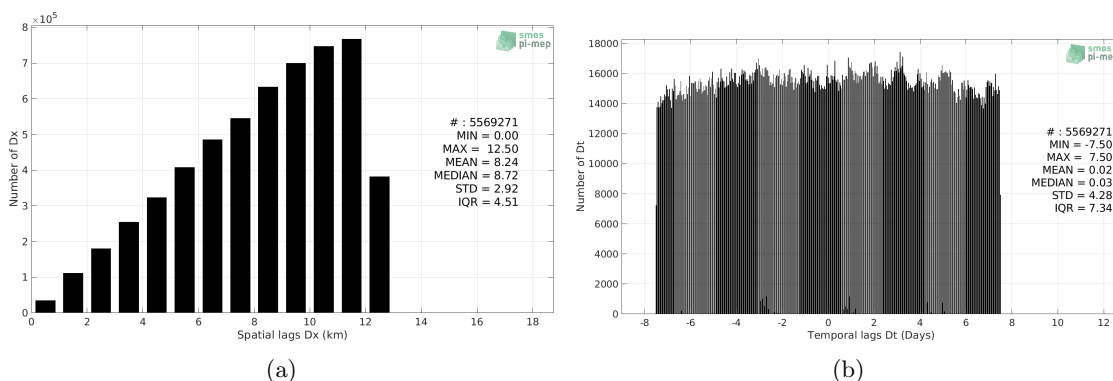 ×10⁵
8
7
6
5
4
3
2
1
0
0 2 4 6 8 10 12 14 16 18
Number of Dx
Spatial lags Dx (km)
smos
pi-mep
# : 5569271
MIN = 0.00
MAX = 12.50
MEAN = 8.24
MEDIAN = 8.72
STD = 2.92
IQR = 4.51
(a)
18000
16000
14000
12000
10000
8000
6000
4000
2000
0
-8 -6 -4 -2 0 2 4 6 8 10 12
Number of Dt
Temporal lags Dt (Days)
smos
pi-mep
# : 5569271
MIN = -7.50
MAX = 7.50
MEAN = 0.02
MEDIAN = 0.03
STD = 4.28
IQR = 7.34
(b)